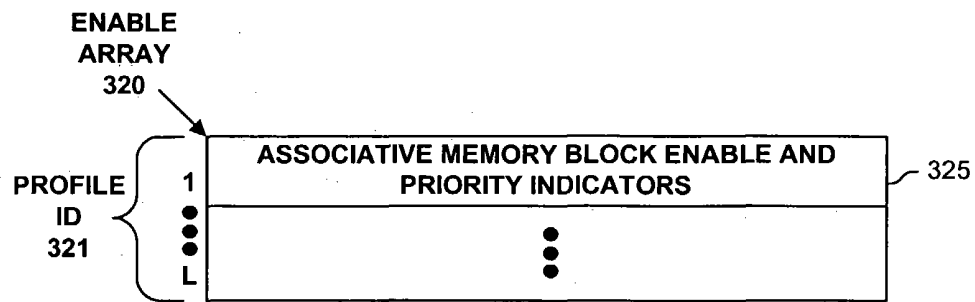 ENABLE
ARRAY
320
ASSOCIATIVE MEMORY BLOCK ENABLE AND
PRIORITY INDICATORS
325
PROFILE
ID
321
1
L